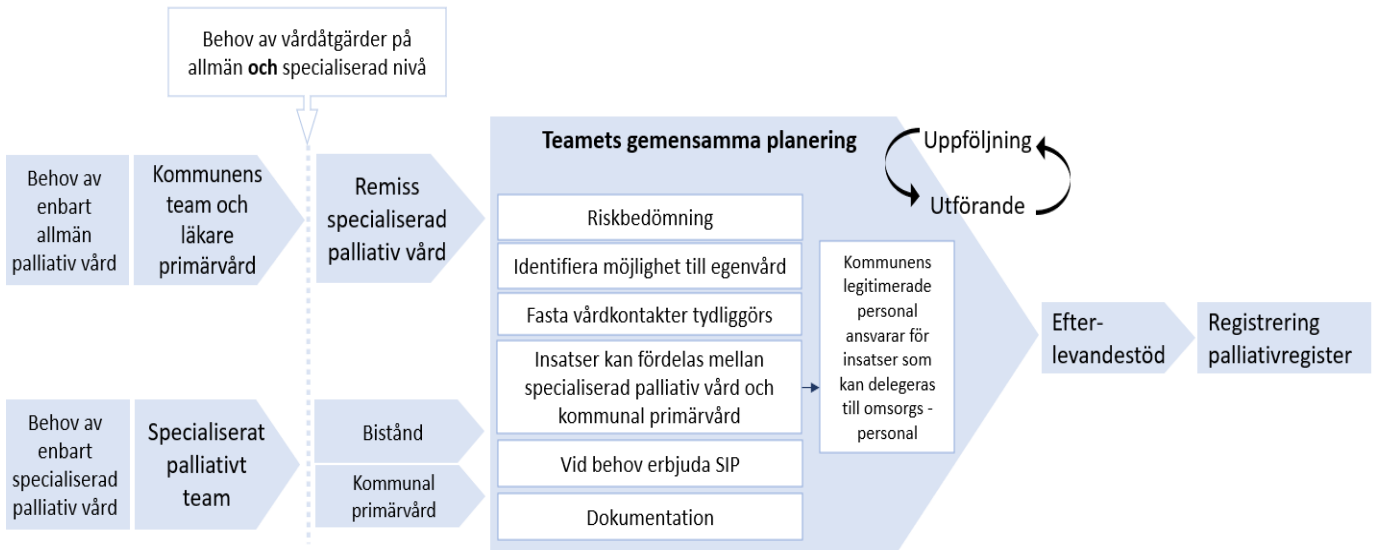 Behov av vårdåtgärder på
allmän och specialiserad nivå
Behov av
enbart
allmän
palliativ vård
Kommunens
team och
läkare
primärvård
Remiss
specialiserad
palliativ vård
Behov av
enbart
specialiserad
palliativ vård
Specialiserat
palliativt
team
Bistånd
Kommunal
primärvård
Teamets gemensamma planering
Riskbedömning
Identifiera möjlighet till egenvård
Fasta vårdkontakter tydliggörs
Insatser kan fördelas mellan
specialiserad palliativ vård och
kommunal primärvård
Vid behov erbjuda SIP
Dokumentation
Kommunens
legitimerade
personal
ansvarar för
insatser som
kan delegeras
till omsorgs -
personal
Uppföljning
Utförande
Efter-
levandestöd
Registrering
palliativregister